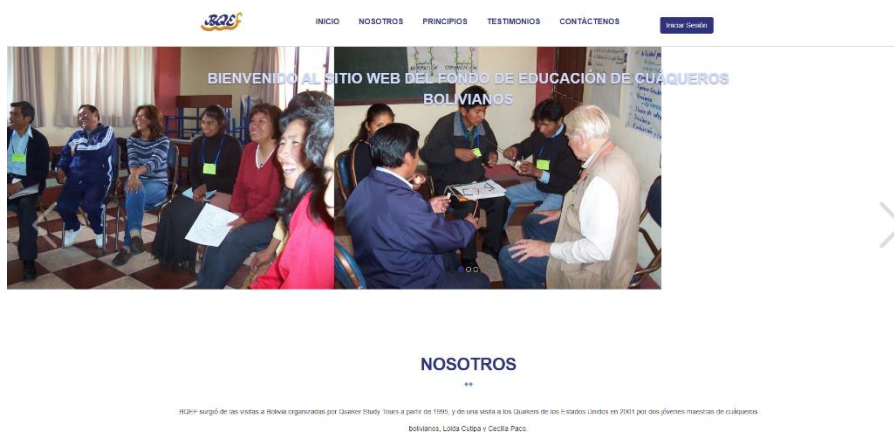 BQEF
INICIO NOSOTROS PRINCIPIOS TESTIMONIOS CONTÁCTENOS Iniciar Sesión
BIENVENIDO AL SITIO WEB DEL FONDO DE EDUCACIÓN DE CUÁQUEROS
BOLIVIANOS
NOSOTROS
BQEF surgió de las visitas a Bolivia organizadas por Quaker Study Tours a partir de 1995, y de una visita a los Quakers de los Estados Unidos en 2001 por dos jóvenes maestras de cuáqueros
bolivianos, Loida Cutipa y Cecilia Paco.